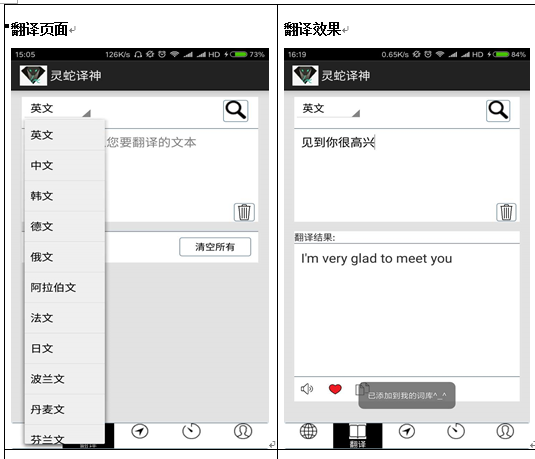 翻译页面
15:05 126K/s HD 73%
灵蛇译神
英文
您要翻译的文本
英文
中文
韩文
德文
俄文
阿拉伯文
法文
日文
波兰文
丹麦文
芬兰文
清空所有
翻译
翻译效果
16:19 0.65K/s HD 84%
灵蛇译神
英文
见到你很高兴
翻译结果:
I'm very glad to meet you
已添加到我的词库^_^
翻译